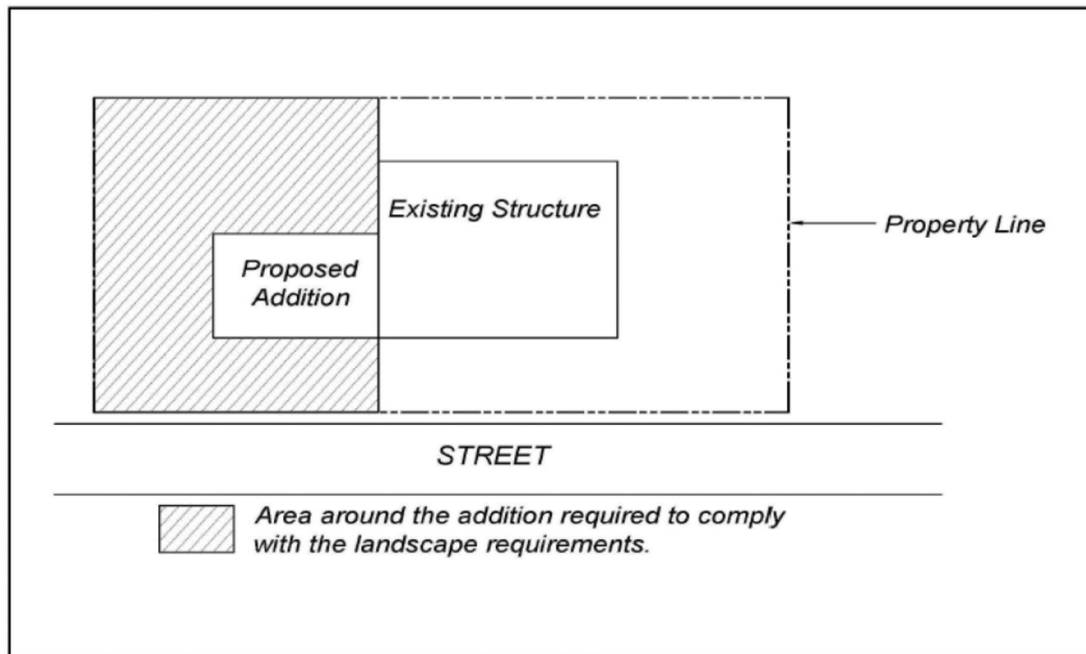 Existing Structure
Property Line
Proposed
Addition
STREET
Area around the addition required to comply
with the landscape requirements.